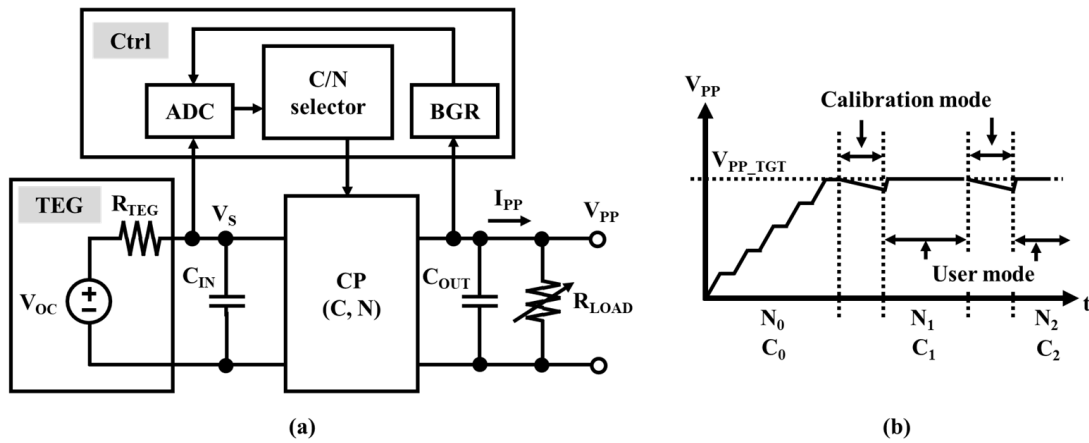 Ctrl
C/N
selector
ADC
BGR
TEG
R_TEG
V_S
I_PP
V_PP
V_OC
C_IN
CP
(C, N)
C_OUT
R_LOAD
(a)
V_PP
Calibration mode
V_PP_TGT
User mode
t
N_0
N_1
N_2
C_0
C_1
C_2
(b)